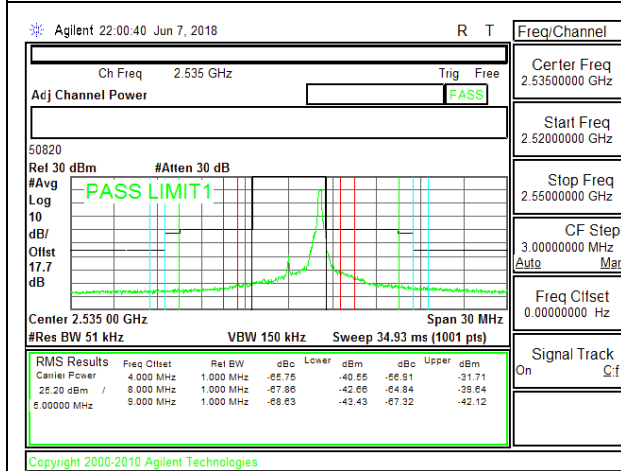 Agilent 22:00:40 Jun 7, 2018 R T
Ch Freq 2.535 GHz Trig Free
Adj Channel Power PASS
50820
Ref 30 dBm #Atten 30 dB
#Avg
Log
10
dB/
Offst
17.7
dB
PASS LIMIT1
Center 2.535 00 GHz Span 30 MHz
#Res BW 51 kHz VBW 150 kHz Sweep 34.93 ms (1001 pts)
RMS Results Freq Offset Ref BW dBc Lower dBm dBc Upper dBm
Carrier Power 4.000 MHz 1.000 MHz -65.75 -40.55 -56.91 -31.71
25.20 dBm / 8.000 MHz 1.000 MHz -67.86 -42.66 -64.84 -39.64
5.00000 MHz 9.000 MHz 1.000 MHz -68.63 -43.43 -67.32 -42.12
Copyright 2000-2010 Agilent Technologies
Freq/Channel
Center Freq
2.53500000 GHz
Start Freq
2.52000000 GHz
Stop Freq
2.55000000 GHz
CF Step
3.00000000 MHz
Auto Man
Freq Offset
0.00000000 Hz
Signal Track
On